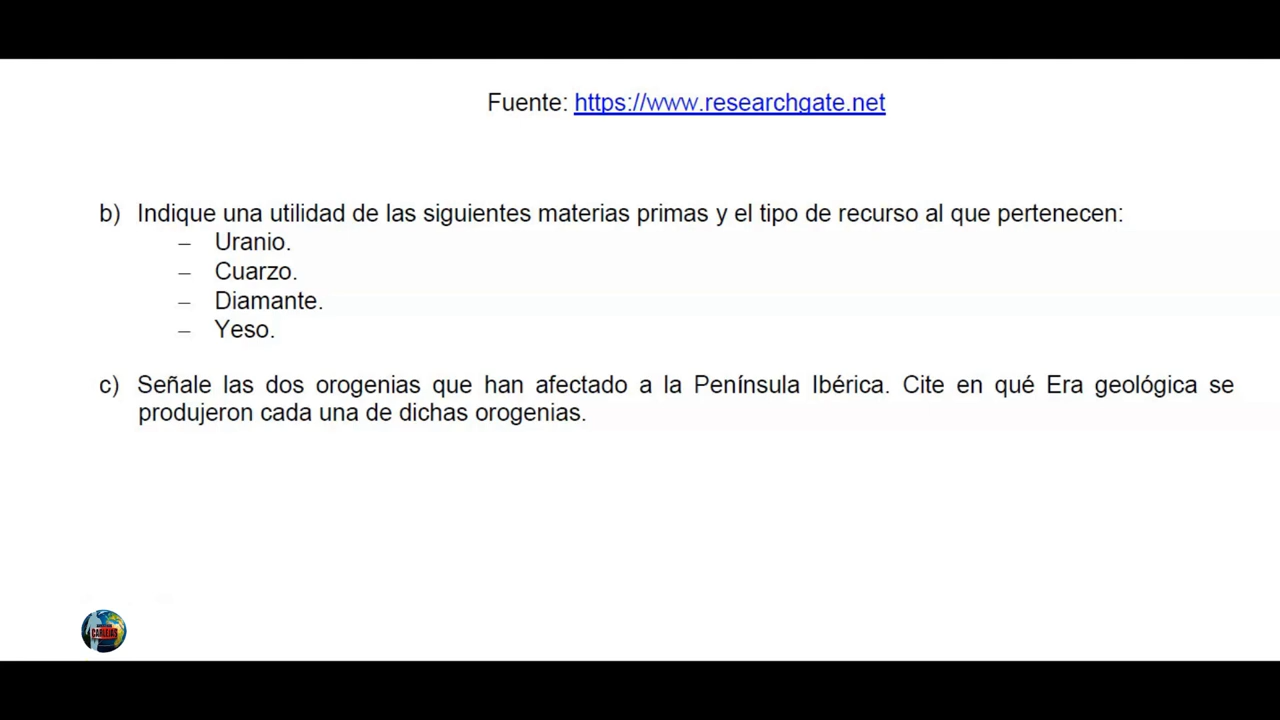 Fuente: https://www.researchgate.net
b) Indique una utilidad de las siguientes materias primas y el tipo de recurso al que pertenecen:
– Uranio.
– Cuarzo.
– Diamante.
– Yeso.
c) Señale las dos orogenias que han afectado a la Península Ibérica. Cite en qué Era geológica se
produjeron cada una de dichas orogenias.